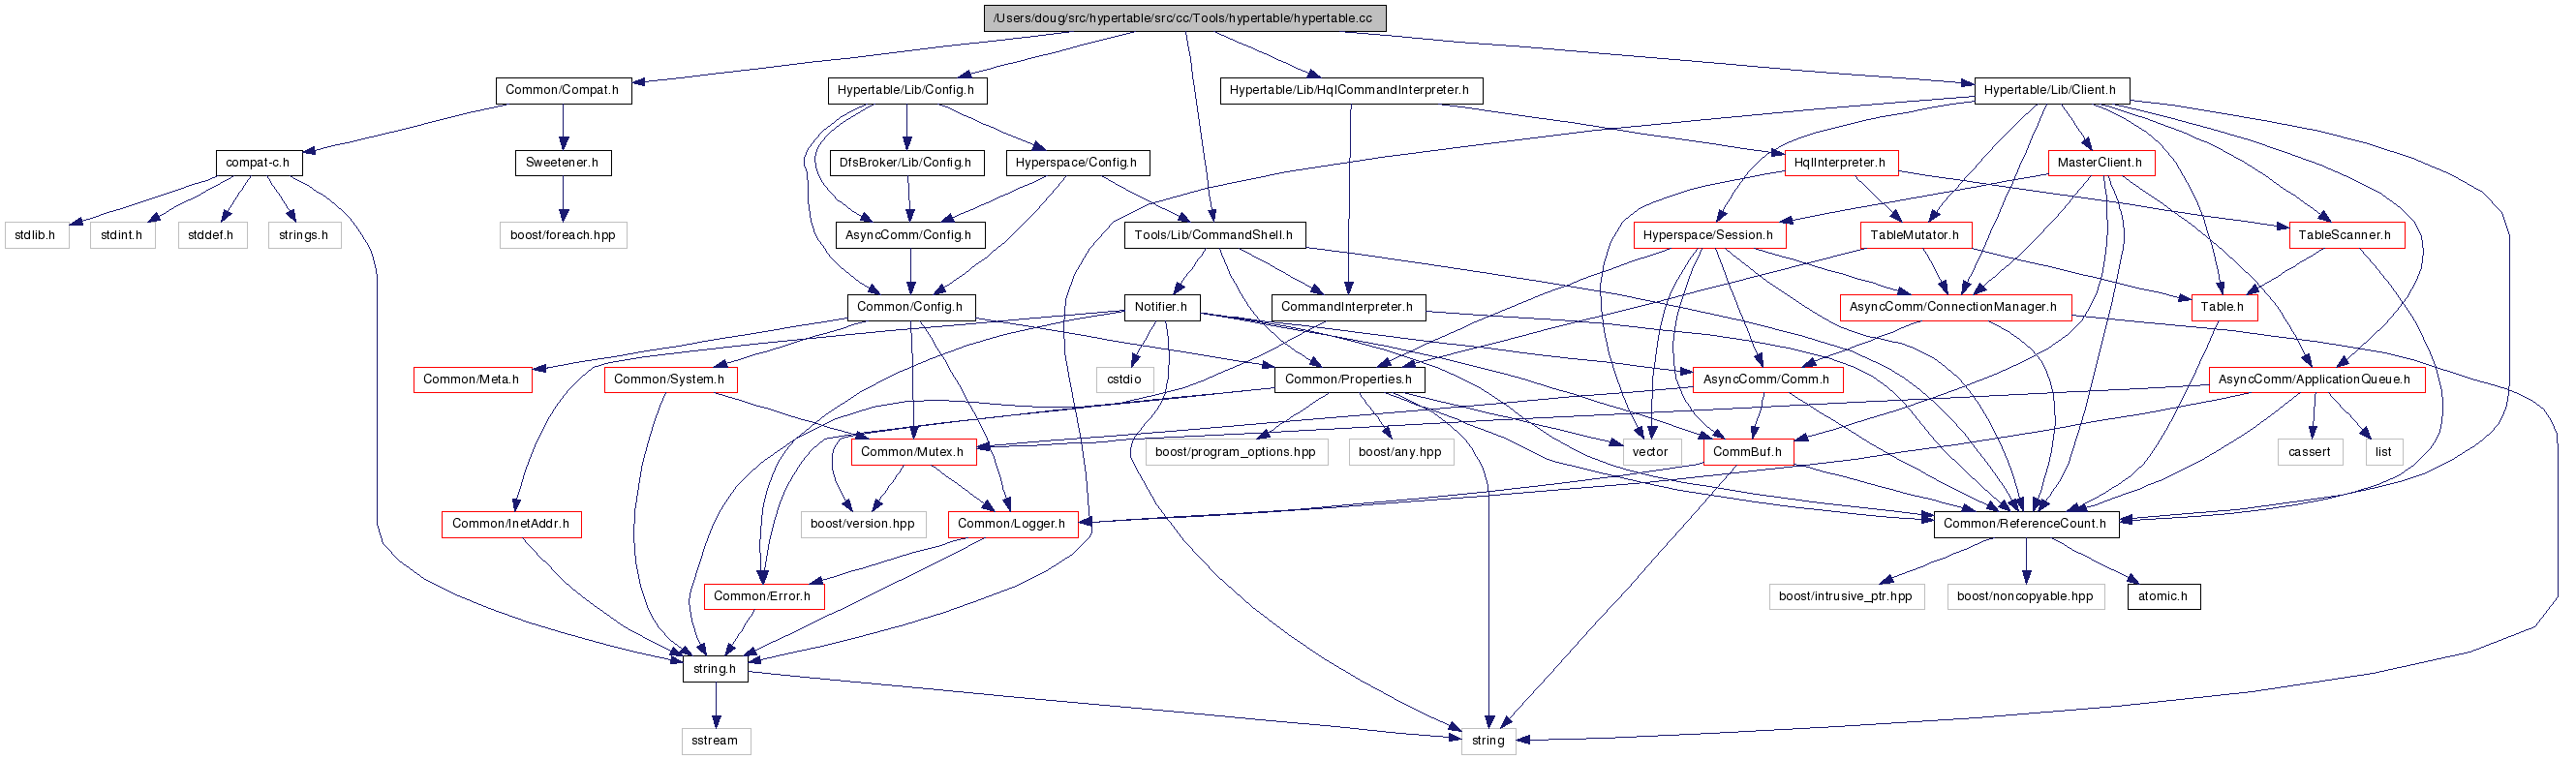 /Users/doug/src/hypertable/src/cc/Tools/hypertable/hypertable.cc
Common/Compat.h
Hypertable/Lib/Config.h
Hypertable/Lib/HqlCommandInterpreter.h
Hypertable/Lib/Client.h
compat-c.h
Sweetener.h
DfsBroker/Lib/Config.h
Hyperspace/Config.h
HqlInterpreter.h
MasterClient.h
stdlib.h
stdint.h
stddef.h
strings.h
boost/foreach.hpp
AsyncComm/Config.h
Tools/Lib/CommandShell.h
Hyperspace/Session.h
TableMutator.h
TableScanner.h
Common/Config.h
Notifier.h
CommandInterpreter.h
AsyncComm/ConnectionManager.h
Table.h
Common/Meta.h
Common/System.h
cstdio
Common/Properties.h
AsyncComm/Comm.h
AsyncComm/ApplicationQueue.h
Common/Mutex.h
boost/program_options.hpp
boost/any.hpp
vector
CommBuf.h
cassert
list
Common/InetAddr.h
boost/version.hpp
Common/Logger.h
Common/ReferenceCount.h
Common/Error.h
boost/intrusive_ptr.hpp
boost/noncopyable.hpp
atomic.h
string.h
sstream
string